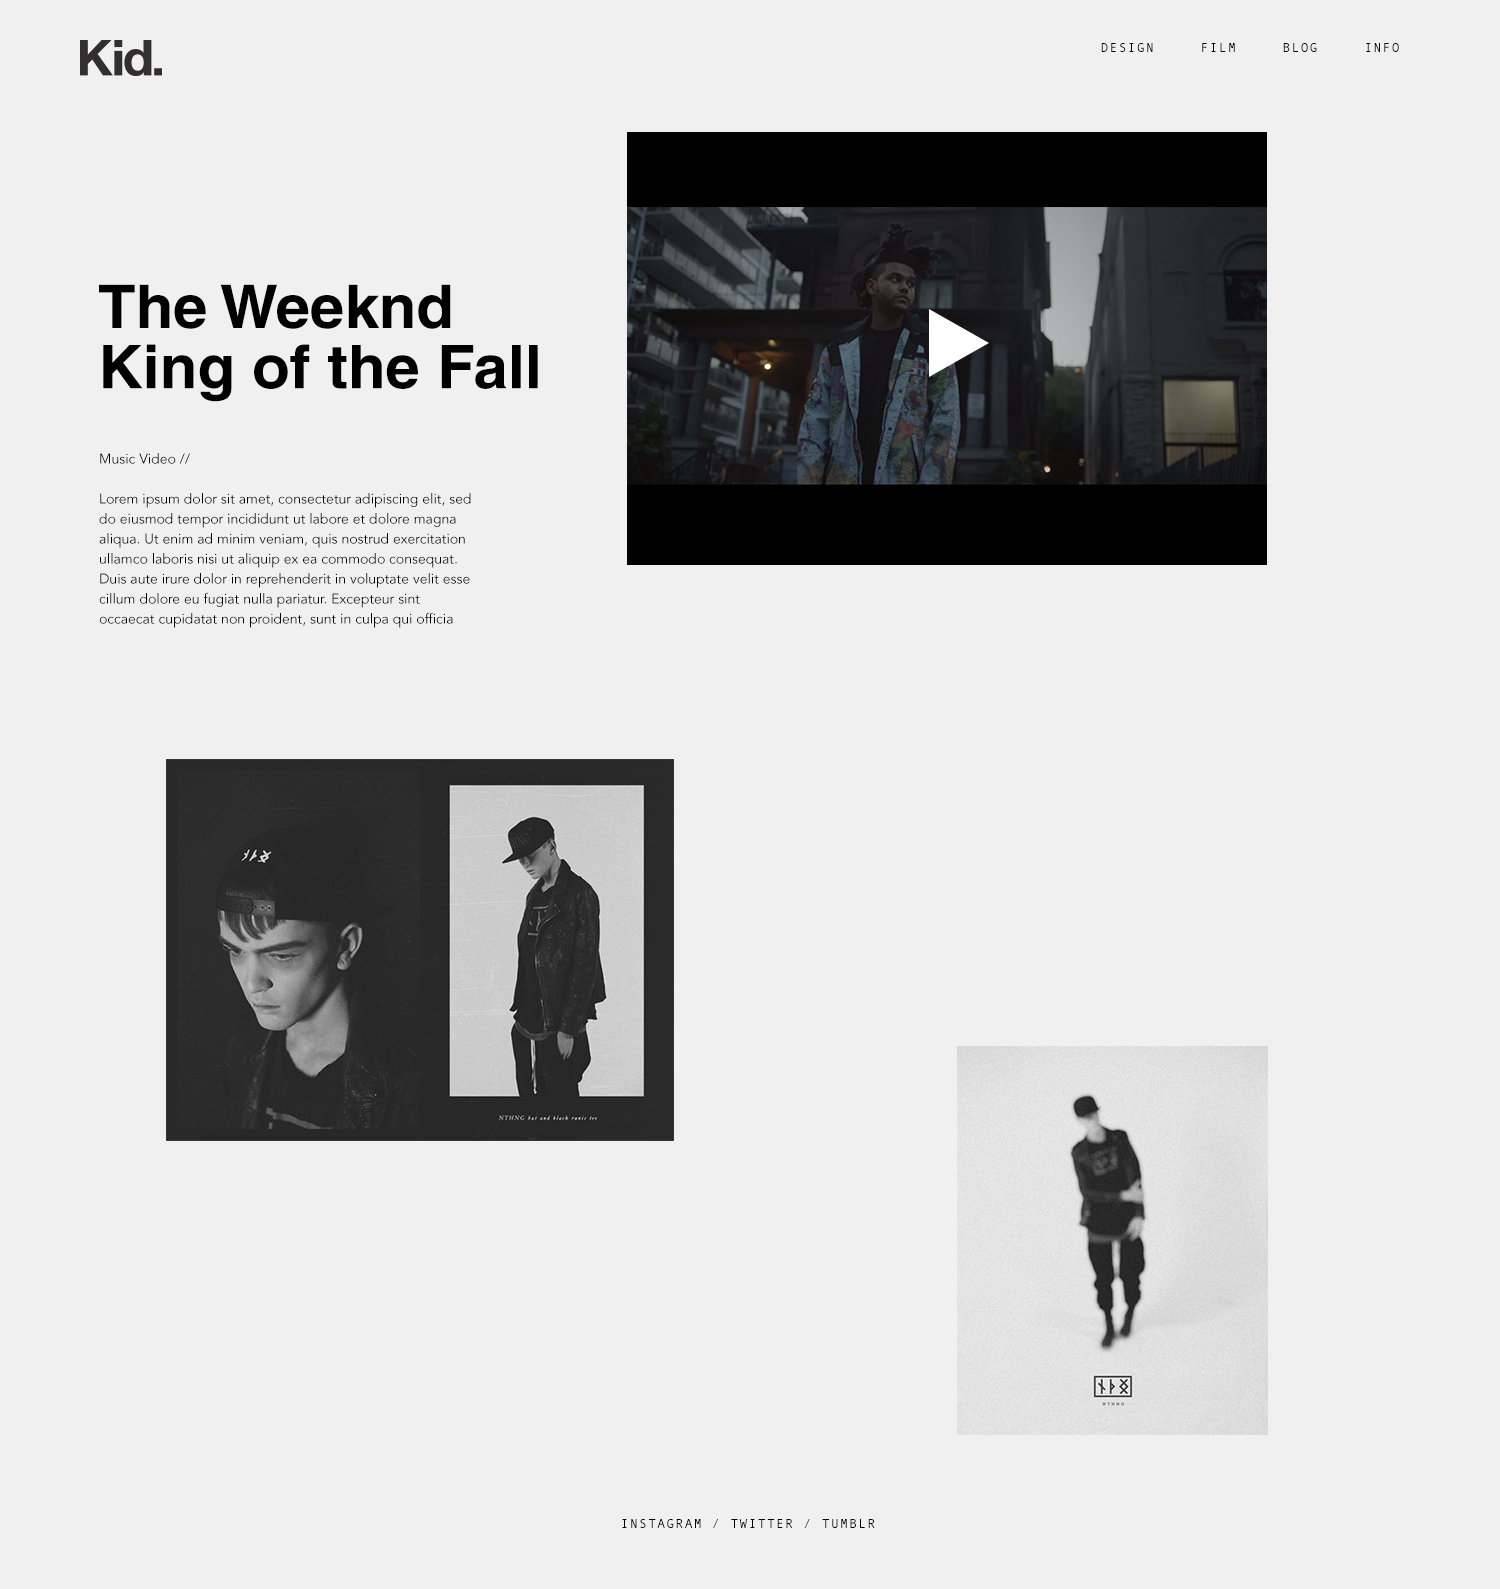 Kid.
DESIGN FILM BLOG INFO
The Weeknd
King of the Fall
Music Video //
Lorem ipsum dolor sit amet, consectetur adipiscing elit, sed
do eiusmod tempor incididunt ut labore et dolore magna
aliqua. Ut enim ad minim veniam, quis nostrud exercitation
ullamco laboris nisi ut aliquip ex ea commodo consequat.
Duis aute irure dolor in reprehenderit in voluptate velit esse
cillum dolore eu fugiat nulla pariatur. Excepteur sint
occaecat cupidatat non proident, sunt in culpa qui officia
NTHNG hat and black runic tee
NTHNG
INSTAGRAM / TWITTER / TUMBLR